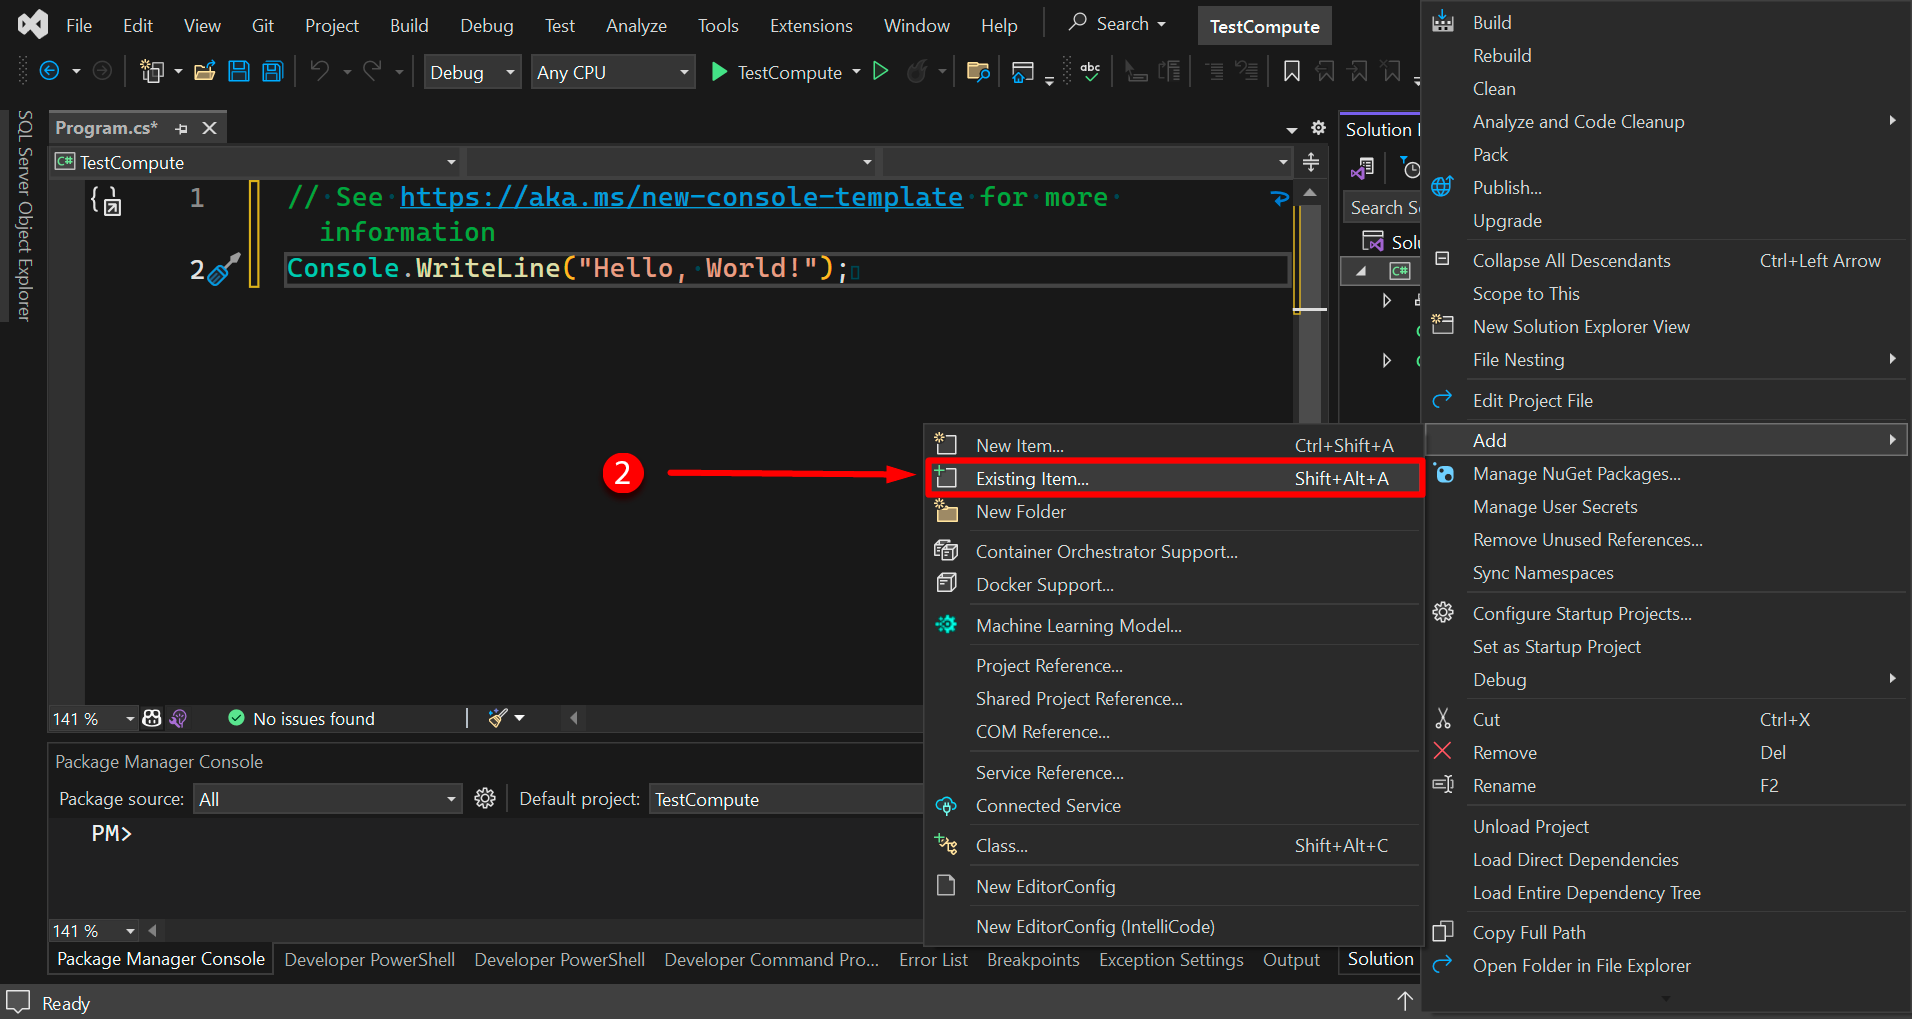 File Edit View Git Project Build Debug Test Analyze Tools Extensions Window Help Search TestCompute
Debug Any CPU TestCompute abc
SQL Server Object Explorer
Program.cs*
C# TestCompute
1 // See https://aka.ms/new-console-template for more
information
2 Console.WriteLine("Hello, World!");
141 % No issues found
Package Manager Console
Package source: All Default project: TestCompute
PM>
141 %
Package Manager Console Developer PowerShell Developer PowerShell Developer Command Pro... Error List Breakpoints Exception Settings Output Solution
Ready
Solution
Search
C#
2
New Item... Ctrl+Shift+A
Existing Item... Shift+Alt+A
New Folder
Container Orchestrator Support...
Docker Support...
Machine Learning Model...
Project Reference...
Shared Project Reference...
COM Reference...
Service Reference...
Connected Service
Class... Shift+Alt+C
New EditorConfig
New EditorConfig (IntelliCode)
Build
Rebuild
Clean
Analyze and Code Cleanup
Pack
Publish...
Upgrade
Collapse All Descendants Ctrl+Left Arrow
Scope to This
New Solution Explorer View
File Nesting
Edit Project File
Add
Manage NuGet Packages...
Manage User Secrets
Remove Unused References...
Sync Namespaces
Configure Startup Projects...
Set as Startup Project
Debug
Cut Ctrl+X
Remove Del
Rename F2
Unload Project
Load Direct Dependencies
Load Entire Dependency Tree
Copy Full Path
Open Folder in File Explorer